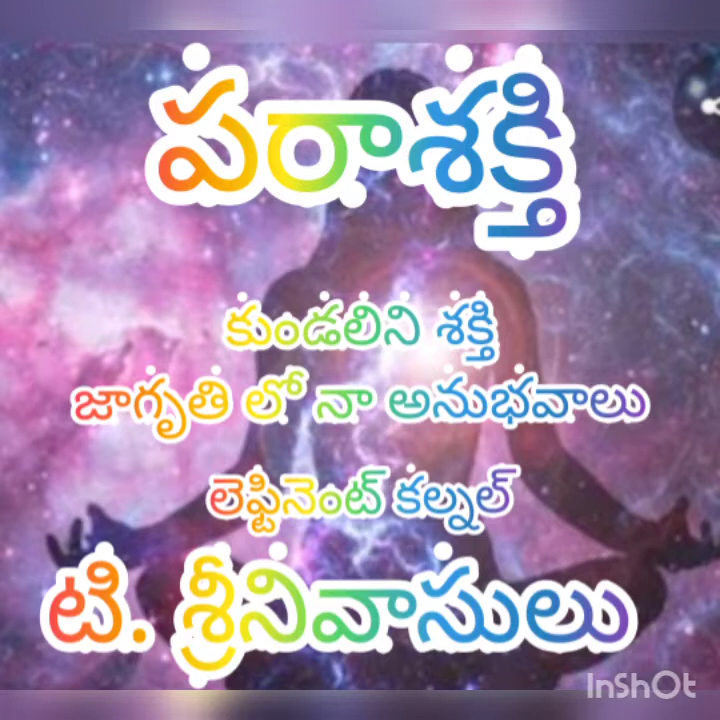 పరాశక్తి
కుండలిని శక్తి
జాగృతి లో నా అనుభవాలు
లెఫ్టినెంట్ కల్నల్
టి. శ్రీనివాసులు
InShOt